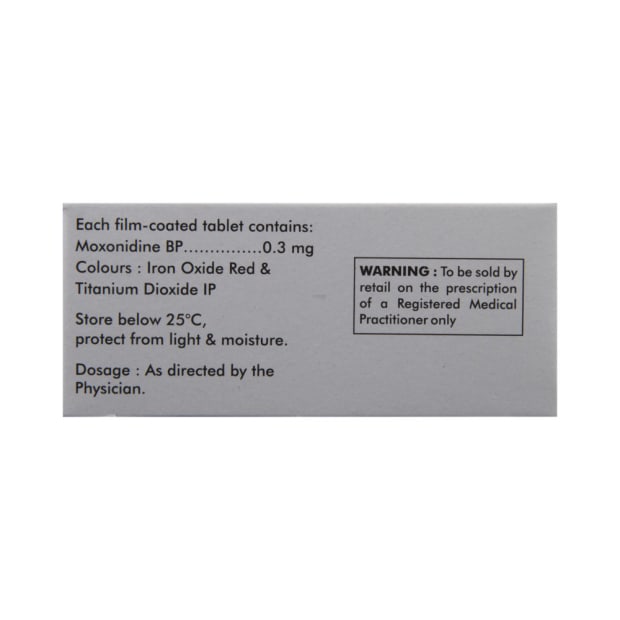 Each film-coated tablet contains:
Moxonidine BP...............0.3 mg
Colours : Iron Oxide Red &
Titanium Dioxide IP
Store below 25°C,
protect from light & moisture.
Dosage : As directed by the
Physician.
WARNING : To be sold by
retail on the prescription
of a Registered Medical
Practitioner only